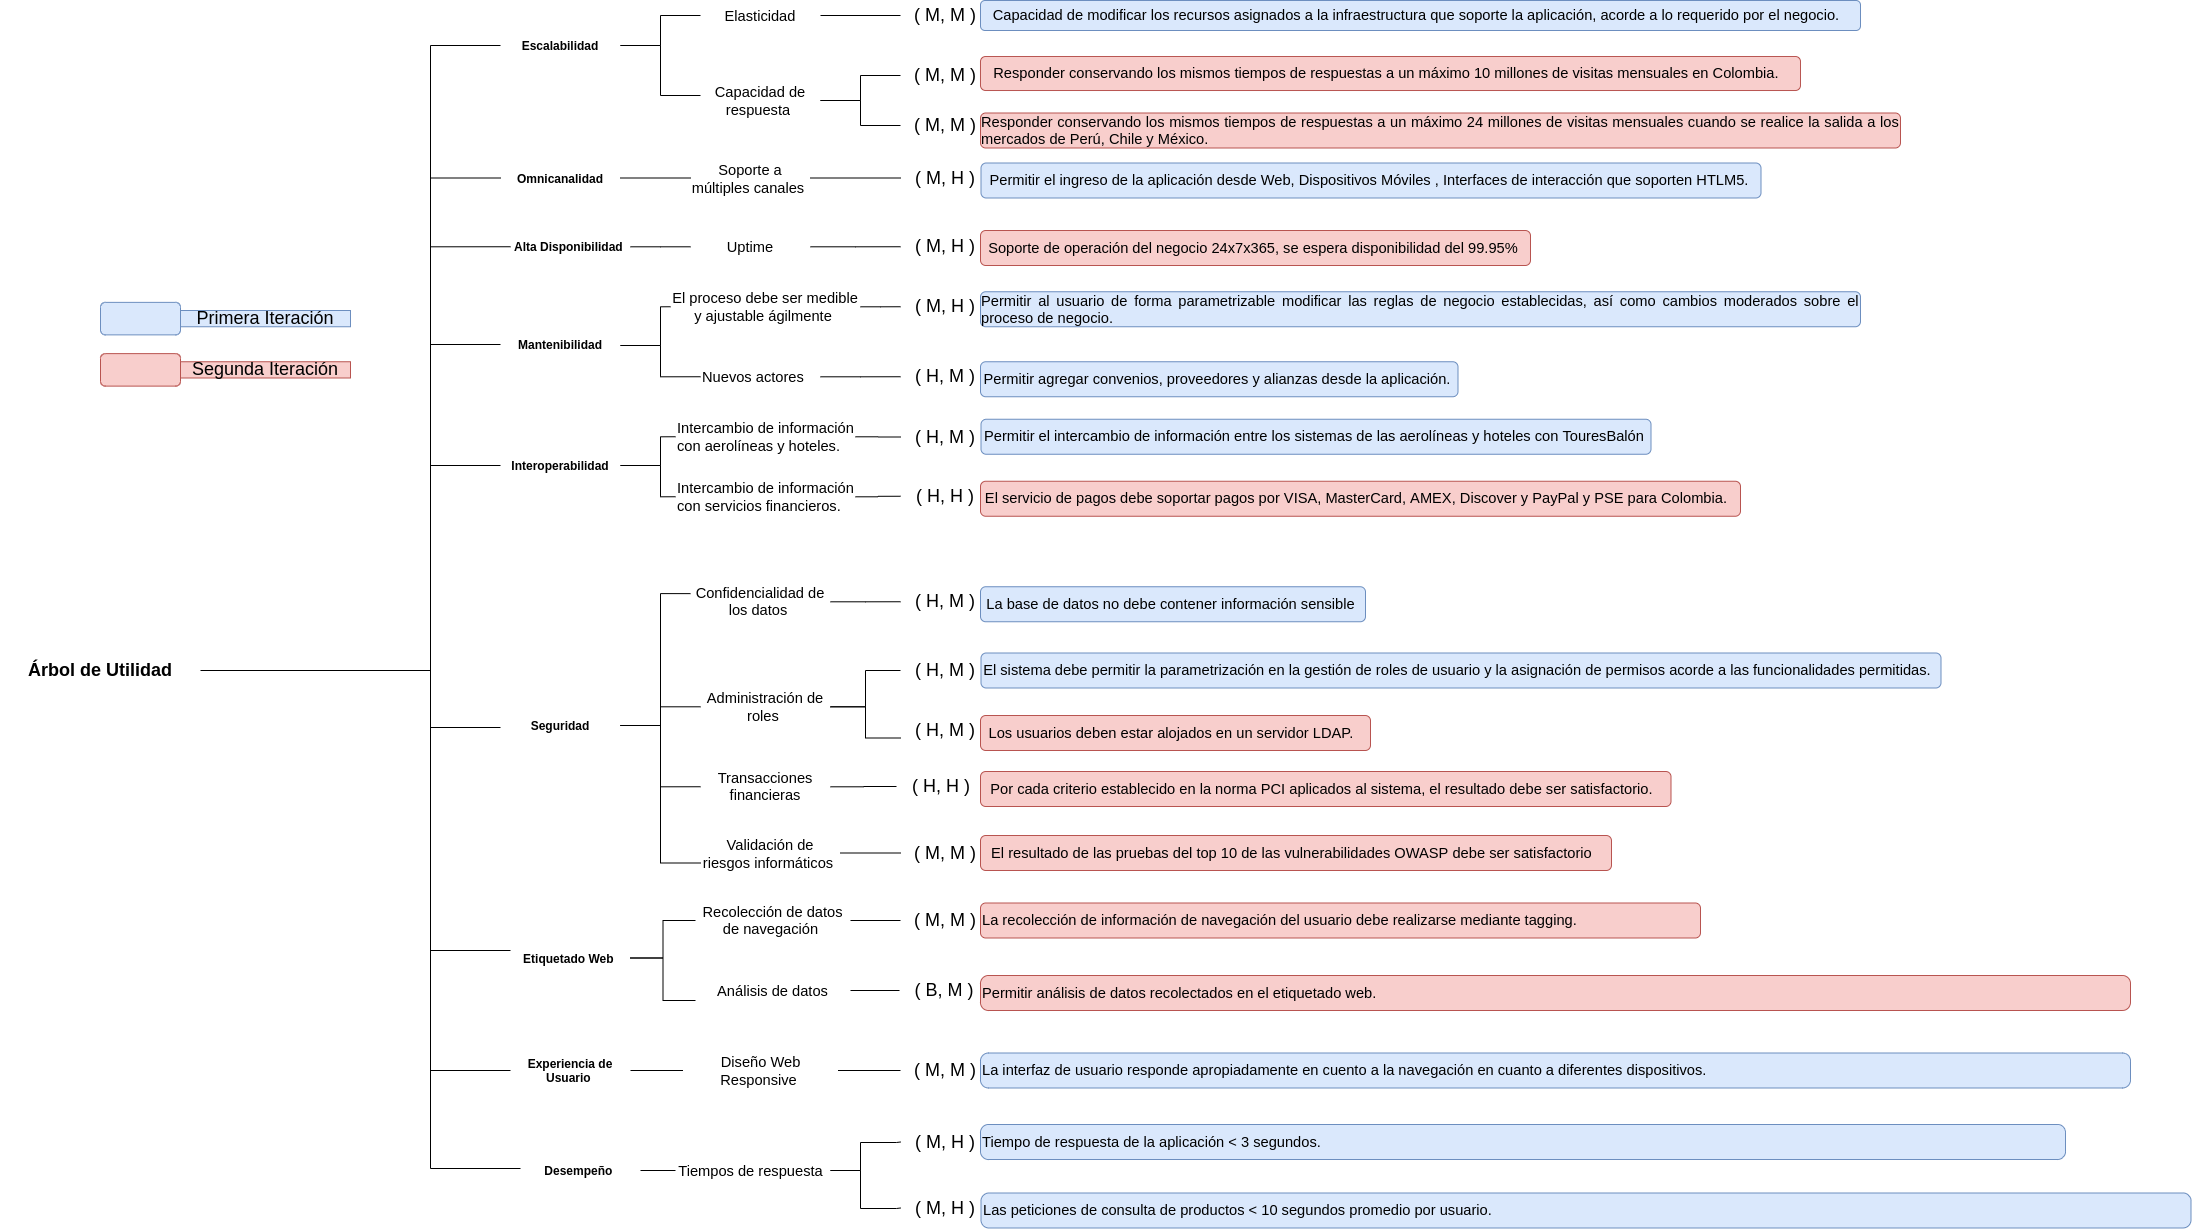 Elasticidad
( M, M )
Capacidad de modificar los recursos asignados a la infraestructura que soporte la aplicación, acorde a lo requerido por el negocio.
Escalabilidad
Capacidad de
respuesta
( M, M )
Responder conservando los mismos tiempos de respuestas a un máximo 10 millones de visitas mensuales en Colombia.
( M, M )
Responder conservando los mismos tiempos de respuestas a un máximo 24 millones de visitas mensuales cuando se realice la salida a los
mercados de Perú, Chile y México.
Omnicanalidad
Soporte a
múltiples canales
( M, H )
Permitir el ingreso de la aplicación desde Web, Dispositivos Móviles , Interfaces de interacción que soporten HTLM5.
Alta Disponibilidad
Uptime
( M, H )
Soporte de operación del negocio 24x7x365, se espera disponibilidad del 99.95%
Primera Iteración
Segunda Iteración
Mantenibilidad
El proceso debe ser medible
y ajustable ágilmente
( M, H )
Permitir al usuario de forma parametrizable modificar las reglas de negocio establecidas, así como cambios moderados sobre el
proceso de negocio.
Nuevos actores
( H, M )
Permitir agregar convenios, proveedores y alianzas desde la aplicación.
Interoperabilidad
Intercambio de información
con aerolíneas y hoteles.
( H, M )
Permitir el intercambio de información entre los sistemas de las aerolíneas y hoteles con TouresBalón
Intercambio de información
con servicios financieros.
( H, H )
El servicio de pagos debe soportar pagos por VISA, MasterCard, AMEX, Discover y PayPal y PSE para Colombia.
Árbol de Utilidad
Seguridad
Confidencialidad de
los datos
( H, M )
La base de datos no debe contener información sensible
Administración de
roles
( H, M )
El sistema debe permitir la parametrización en la gestión de roles de usuario y la asignación de permisos acorde a las funcionalidades permitidas.
( H, M )
Los usuarios deben estar alojados en un servidor LDAP.
Transacciones
financieras
( H, H )
Por cada criterio establecido en la norma PCI aplicados al sistema, el resultado debe ser satisfactorio.
Validación de
riesgos informáticos
( M, M )
El resultado de las pruebas del top 10 de las vulnerabilidades OWASP debe ser satisfactorio
Etiquetado Web
Recolección de datos
de navegación
( M, M )
La recolección de información de navegación del usuario debe realizarse mediante tagging.
Análisis de datos
( B, M )
Permitir análisis de datos recolectados en el etiquetado web.
Experiencia de
Usuario
Diseño Web
Responsive
( M, M )
La interfaz de usuario responde apropiadamente en cuento a la navegación en cuanto a diferentes dispositivos.
Desempeño
Tiempos de respuesta
( M, H )
Tiempo de respuesta de la aplicación < 3 segundos.
( M, H )
Las peticiones de consulta de productos < 10 segundos promedio por usuario.